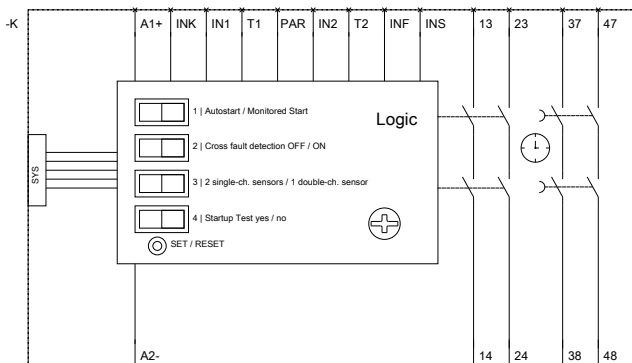 -K A1+ INK IN1 T1 PAR IN2 T2 INF INS 13 23 37 47
1 | Autostart / Monitored Start
Logic
2 | Cross fault detection OFF / ON
SYS
3 | 2 single-ch. sensors / 1 double-ch. sensor
4 | Startup Test yes / no
SET / RESET
A2- 14 24 38 48